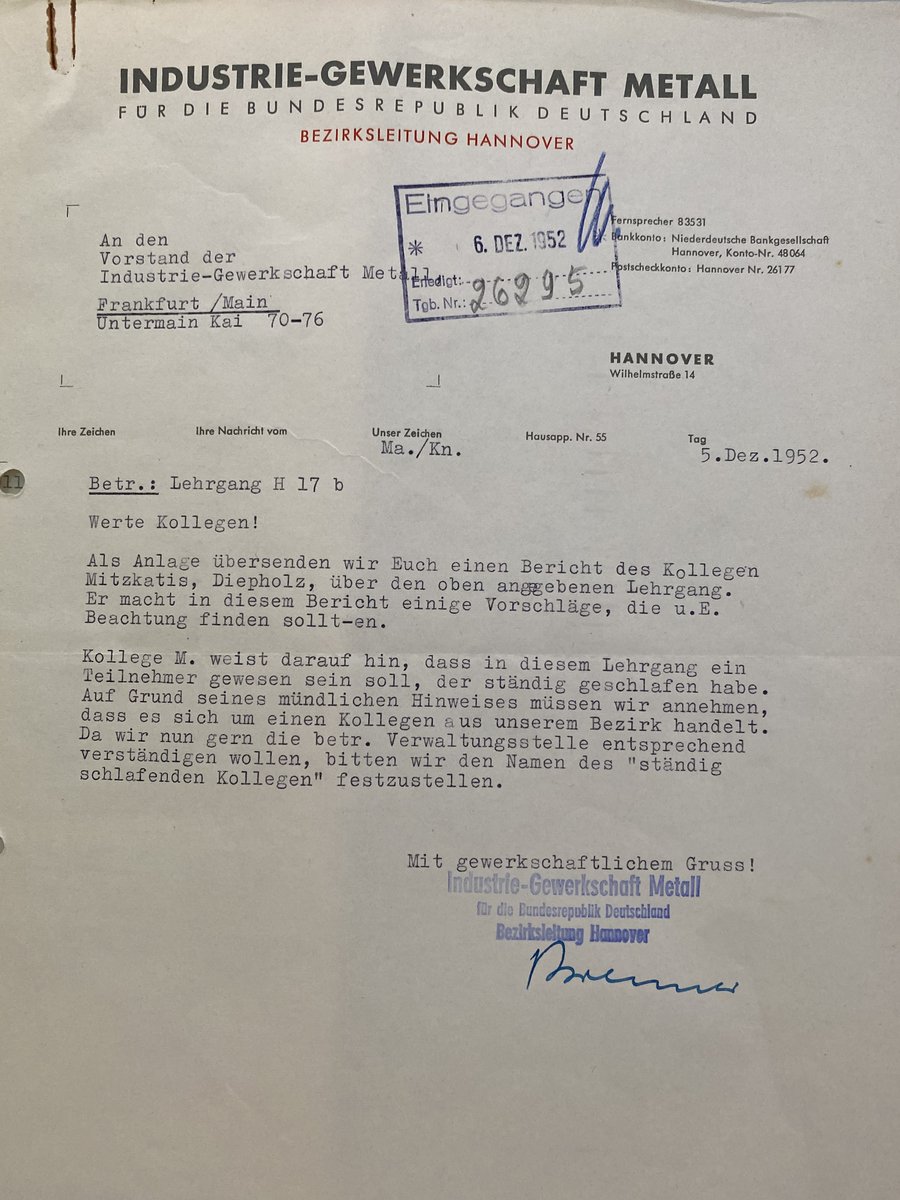 INDUSTRIE-GEWERKSCHAFT METALL
FÜR DIE BUNDESREPUBLIK DEUTSCHLAND
BEZIRKSLEITUNG HANNOVER
An den
Vorstand der
Industrie-Gewerkschaft Metall
Frankfurt /Main
Untermain Kai 70-76
Eingegangen
* 6. DEZ. 1952
Erledigt:
Tgb. Nr.: 26295
Fernsprecher 83531
Bankkonto: Niederdeutsche Bankgesellschaft
Hannover, Konto-Nr. 48064
Postscheckkonto: Hannover Nr. 26177
HANNOVER
Wilhelmstraße 14
Ihre Zeichen Ihre Nachricht vom Unser Zeichen Hausapp. Nr. 55 Tag
Ma./Kn. 5.Dez.1952.
11
Betr.: Lehrgang H 17 b
Werte Kollegen!
Als Anlage übersenden wir Euch einen Bericht des Kollegen
Mitzkatis, Diepholz, über den oben anggebenen Lehrgang.
Er macht in diesem Bericht einige Vorschläge, die u.E.
Beachtung finden sollt-en.
Kollege M. weist darauf hin, dass in diesem Lehrgang ein
Teilnehmer gewesen sein soll, der ständig geschlafen habe.
Auf Grund seines mündlichen Hinweises müssen wir annehmen,
dass es sich um einen Kollegen aus unserem Bezirk handelt.
Da wir nun gern die betr. Verwaltungsstelle entsprechend
verständigen wollen, bitten wir den Namen des "ständig
schlafenden Kollegen" festzustellen.
Mit gewerkschaftlichem Gruss!
Industrie-Gewerkschaft Metall
für die Bundesrepublik Deutschland
Bezirksleitung Hannover
Brenner